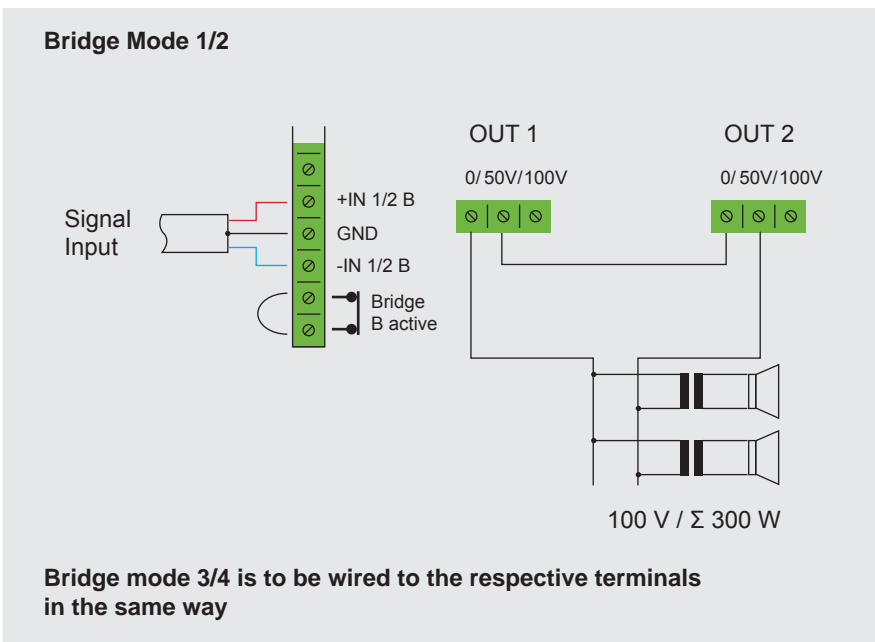 Bridge Mode 1/2
OUT 1
OUT 2
0/ 50V/100V
0/ 50V/100V
Signal
Input
+IN 1/2 B
GND
-IN 1/2 B
Bridge
B active
100 V / Σ 300 W
Bridge mode 3/4 is to be wired to the respective terminals
in the same way